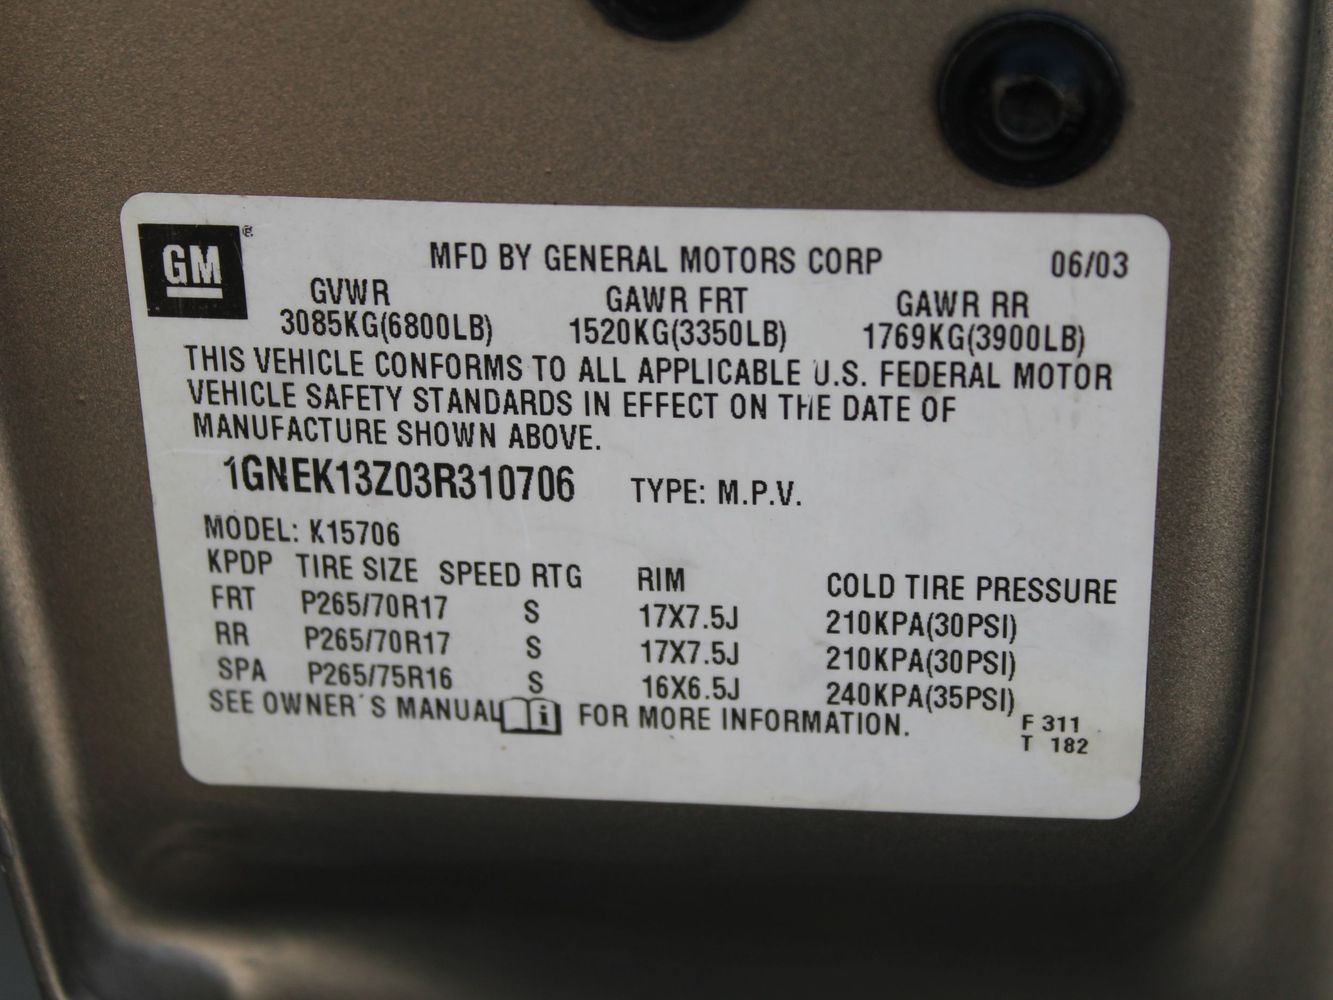 GM ®
MFD BY GENERAL MOTORS CORP 06/03
GVWR GAWR FRT GAWR RR
3085KG(6800LB) 1520KG(3350LB) 1769KG(3900LB)
THIS VEHICLE CONFORMS TO ALL APPLICABLE U.S. FEDERAL MOTOR
VEHICLE SAFETY STANDARDS IN EFFECT ON THE DATE OF
MANUFACTURE SHOWN ABOVE.
1GNEK13Z03R310706 TYPE: M.P.V.
MODEL: K15706
KPDP TIRE SIZE SPEED RTG RIM COLD TIRE PRESSURE
FRT P265/70R17 S 17X7.5J 210KPA(30PSI)
RR P265/70R17 S 17X7.5J 210KPA(30PSI)
SPA P265/75R16 S 16X6.5J 240KPA(35PSI)
SEE OWNER'S MANUAL i FOR MORE INFORMATION.
F 311
T 182